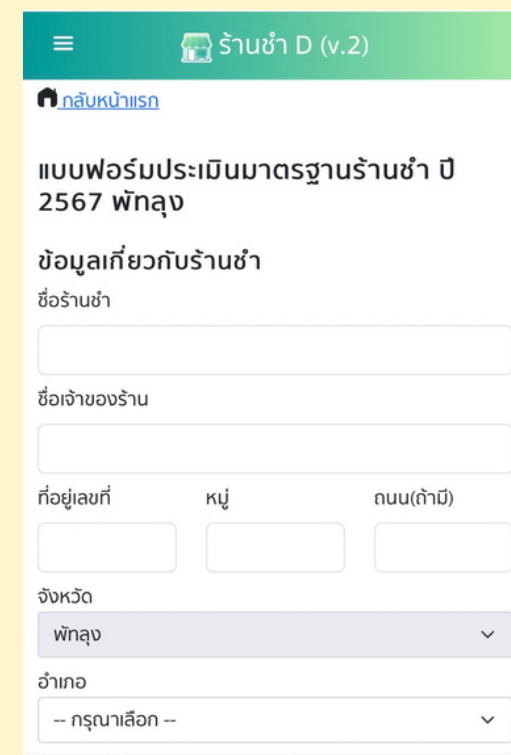 ร้านชำ D (v.2)
กลับหน้าแรก
แบบฟอร์มประเมินมาตรฐานร้านชำ ปี
2567 พัทลุง
ข้อมูลเกี่ยวกับร้านชำ
ชื่อร้านชำ
ชื่อเจ้าของร้าน
ที่อยู่เลขที่ หมู่ ถนน(ถ้ามี)
จังหวัด
พัทลุง
อำเภอ
-- กรุณาเลือก --